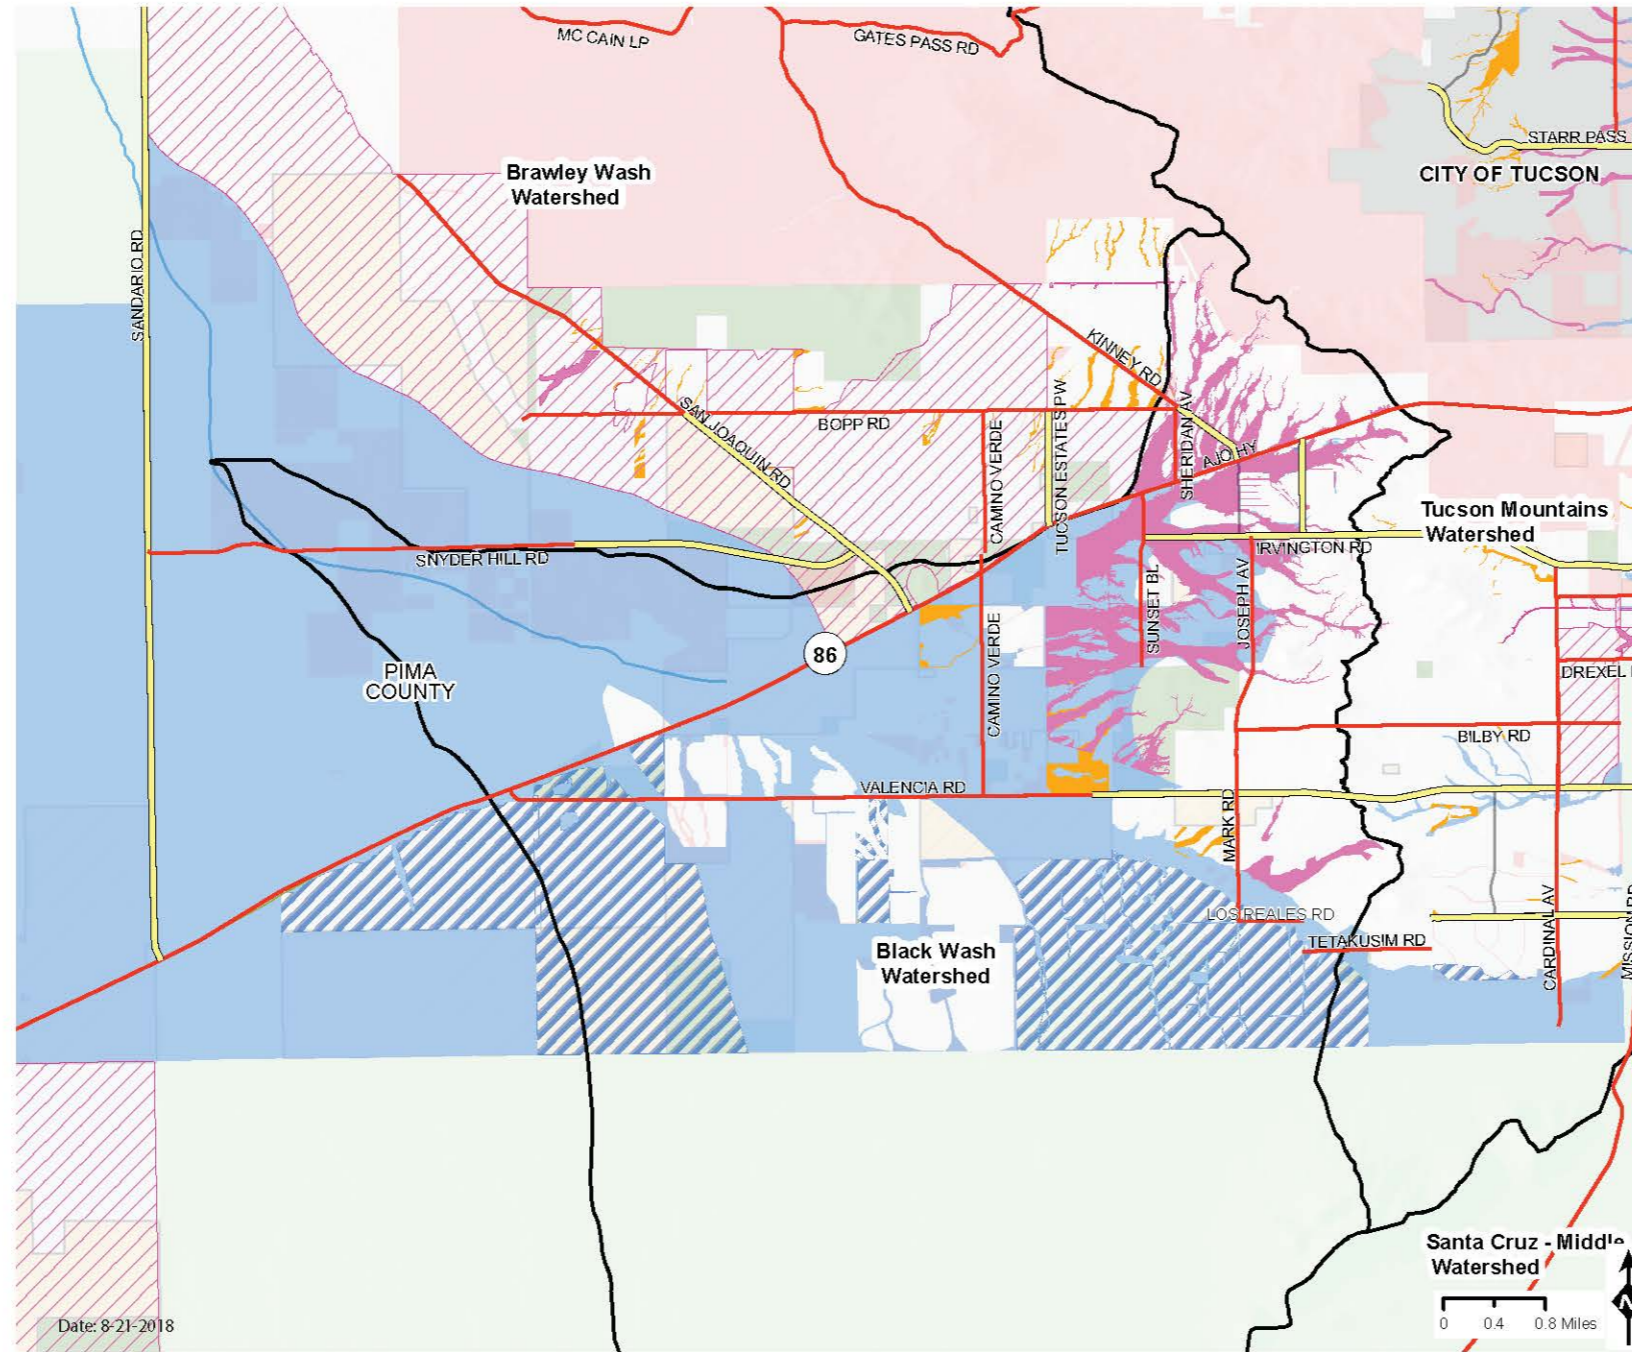 MC CAIN LP
GATES PASS RD
STARR PASS
CITY OF TUCSON
Brawley Wash
Watershed
SANDARIO RD
KINNEY RD
SAN JOAQUIN RD
BOPP RD
CAMINO VERDE
TUCSON ESTATES PW
SHERIDAN AV
AJO HY
Tucson Mountains
Watershed
SNYDER HILL RD
IRVINGTON RD
SUNSET BL
JOSEPH AV
86
CAMINO VERDE
PIMA
COUNTY
DREXEL
BILBY RD
VALENCIA RD
MARK RD
LOS REALES RD
TETAKUSIM RD
CARDINAL AV
MISSION RD
Black Wash
Watershed
Santa Cruz - Middle
Watershed
N
0 0.4 0.8 Miles
Date: 8-21-2018